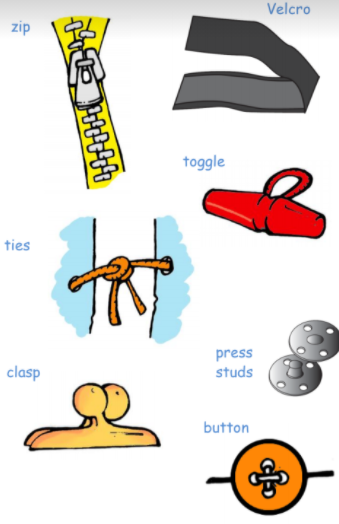 zip
Velcro
toggle
ties
press
studs
clasp
button